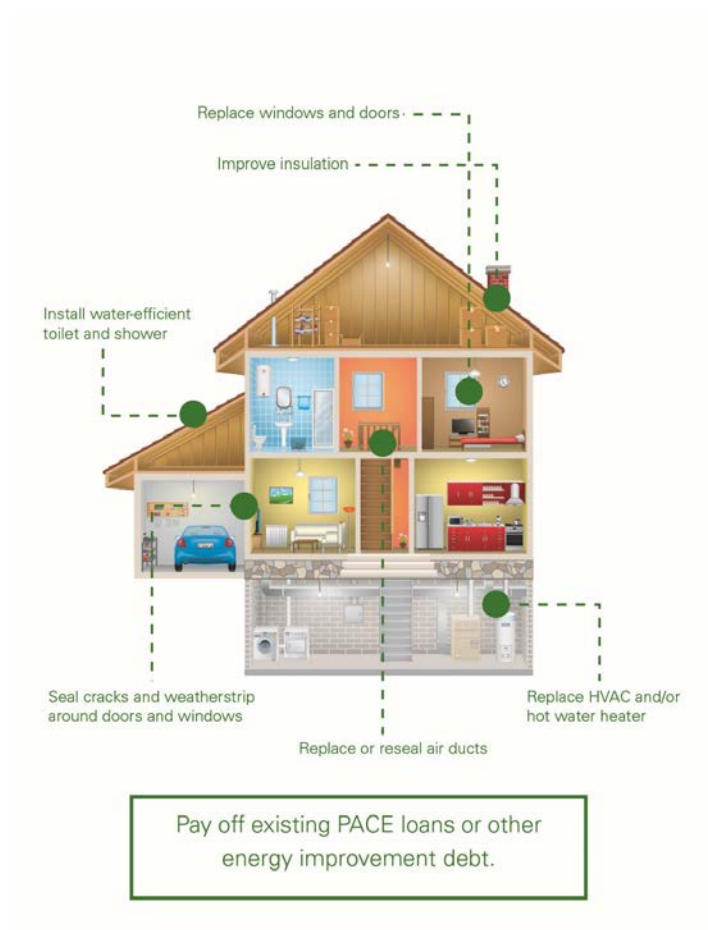 Replace windows and doors
Improve insulation
Install water-efficient
toilet and shower
Seal cracks and weatherstrip
around doors and windows
Replace HVAC and/or
hot water heater
Replace or reseal air ducts
Pay off existing PACE loans or other
energy improvement debt.